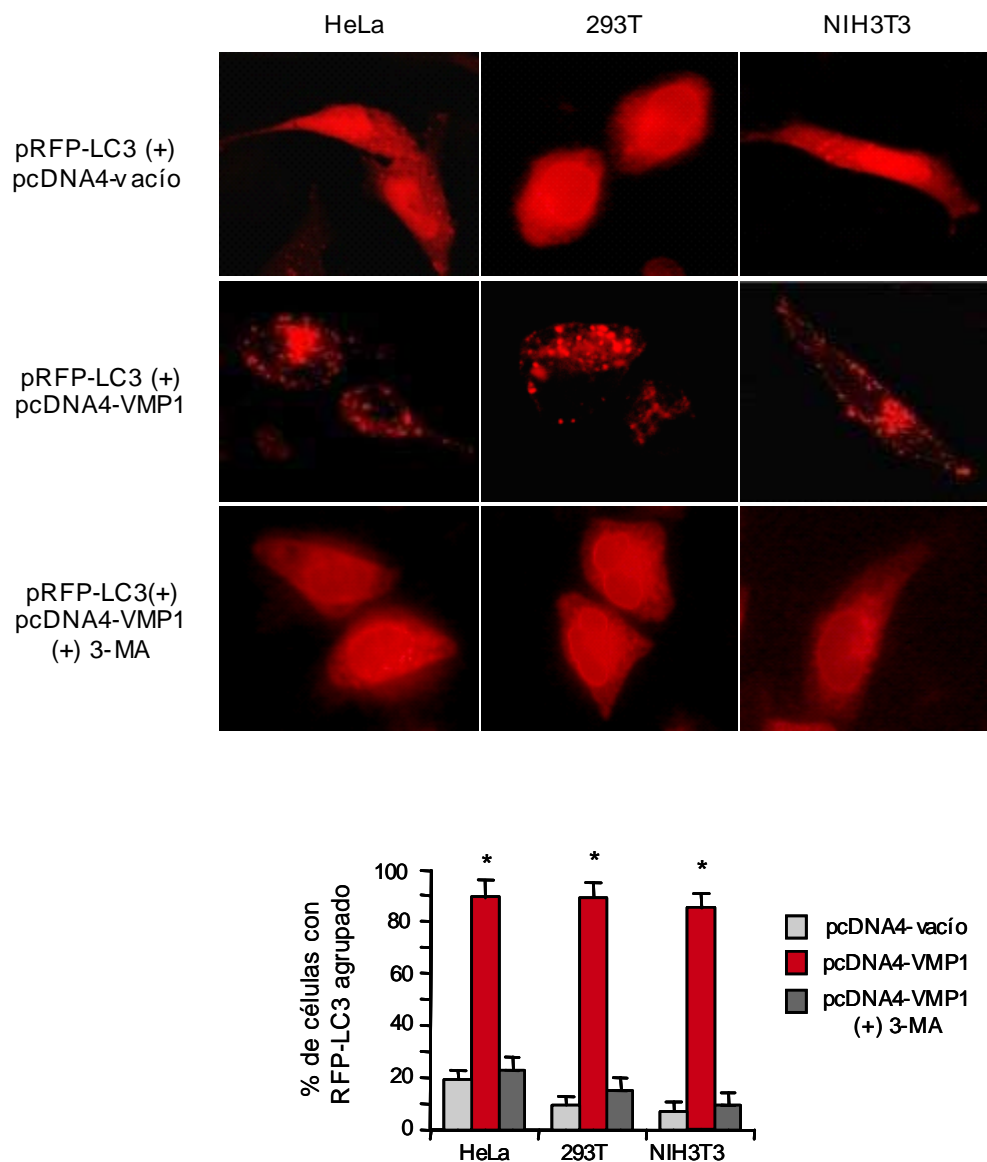 HeLa 293T NIH3T3
pRFP-LC3 (+)
pcDNA4-vacío
pRFP-LC3 (+)
pcDNA4-VMP1
pRFP-LC3(+)
pcDNA4-VMP1
(+) 3-MA
% de células con
RFP-LC3 agrupado
100
80
60
40
20
0
* * *
HeLa 293T NIH3T3
pcDNA4-vacío
pcDNA4-VMP1
pcDNA4-VMP1
(+) 3-MA